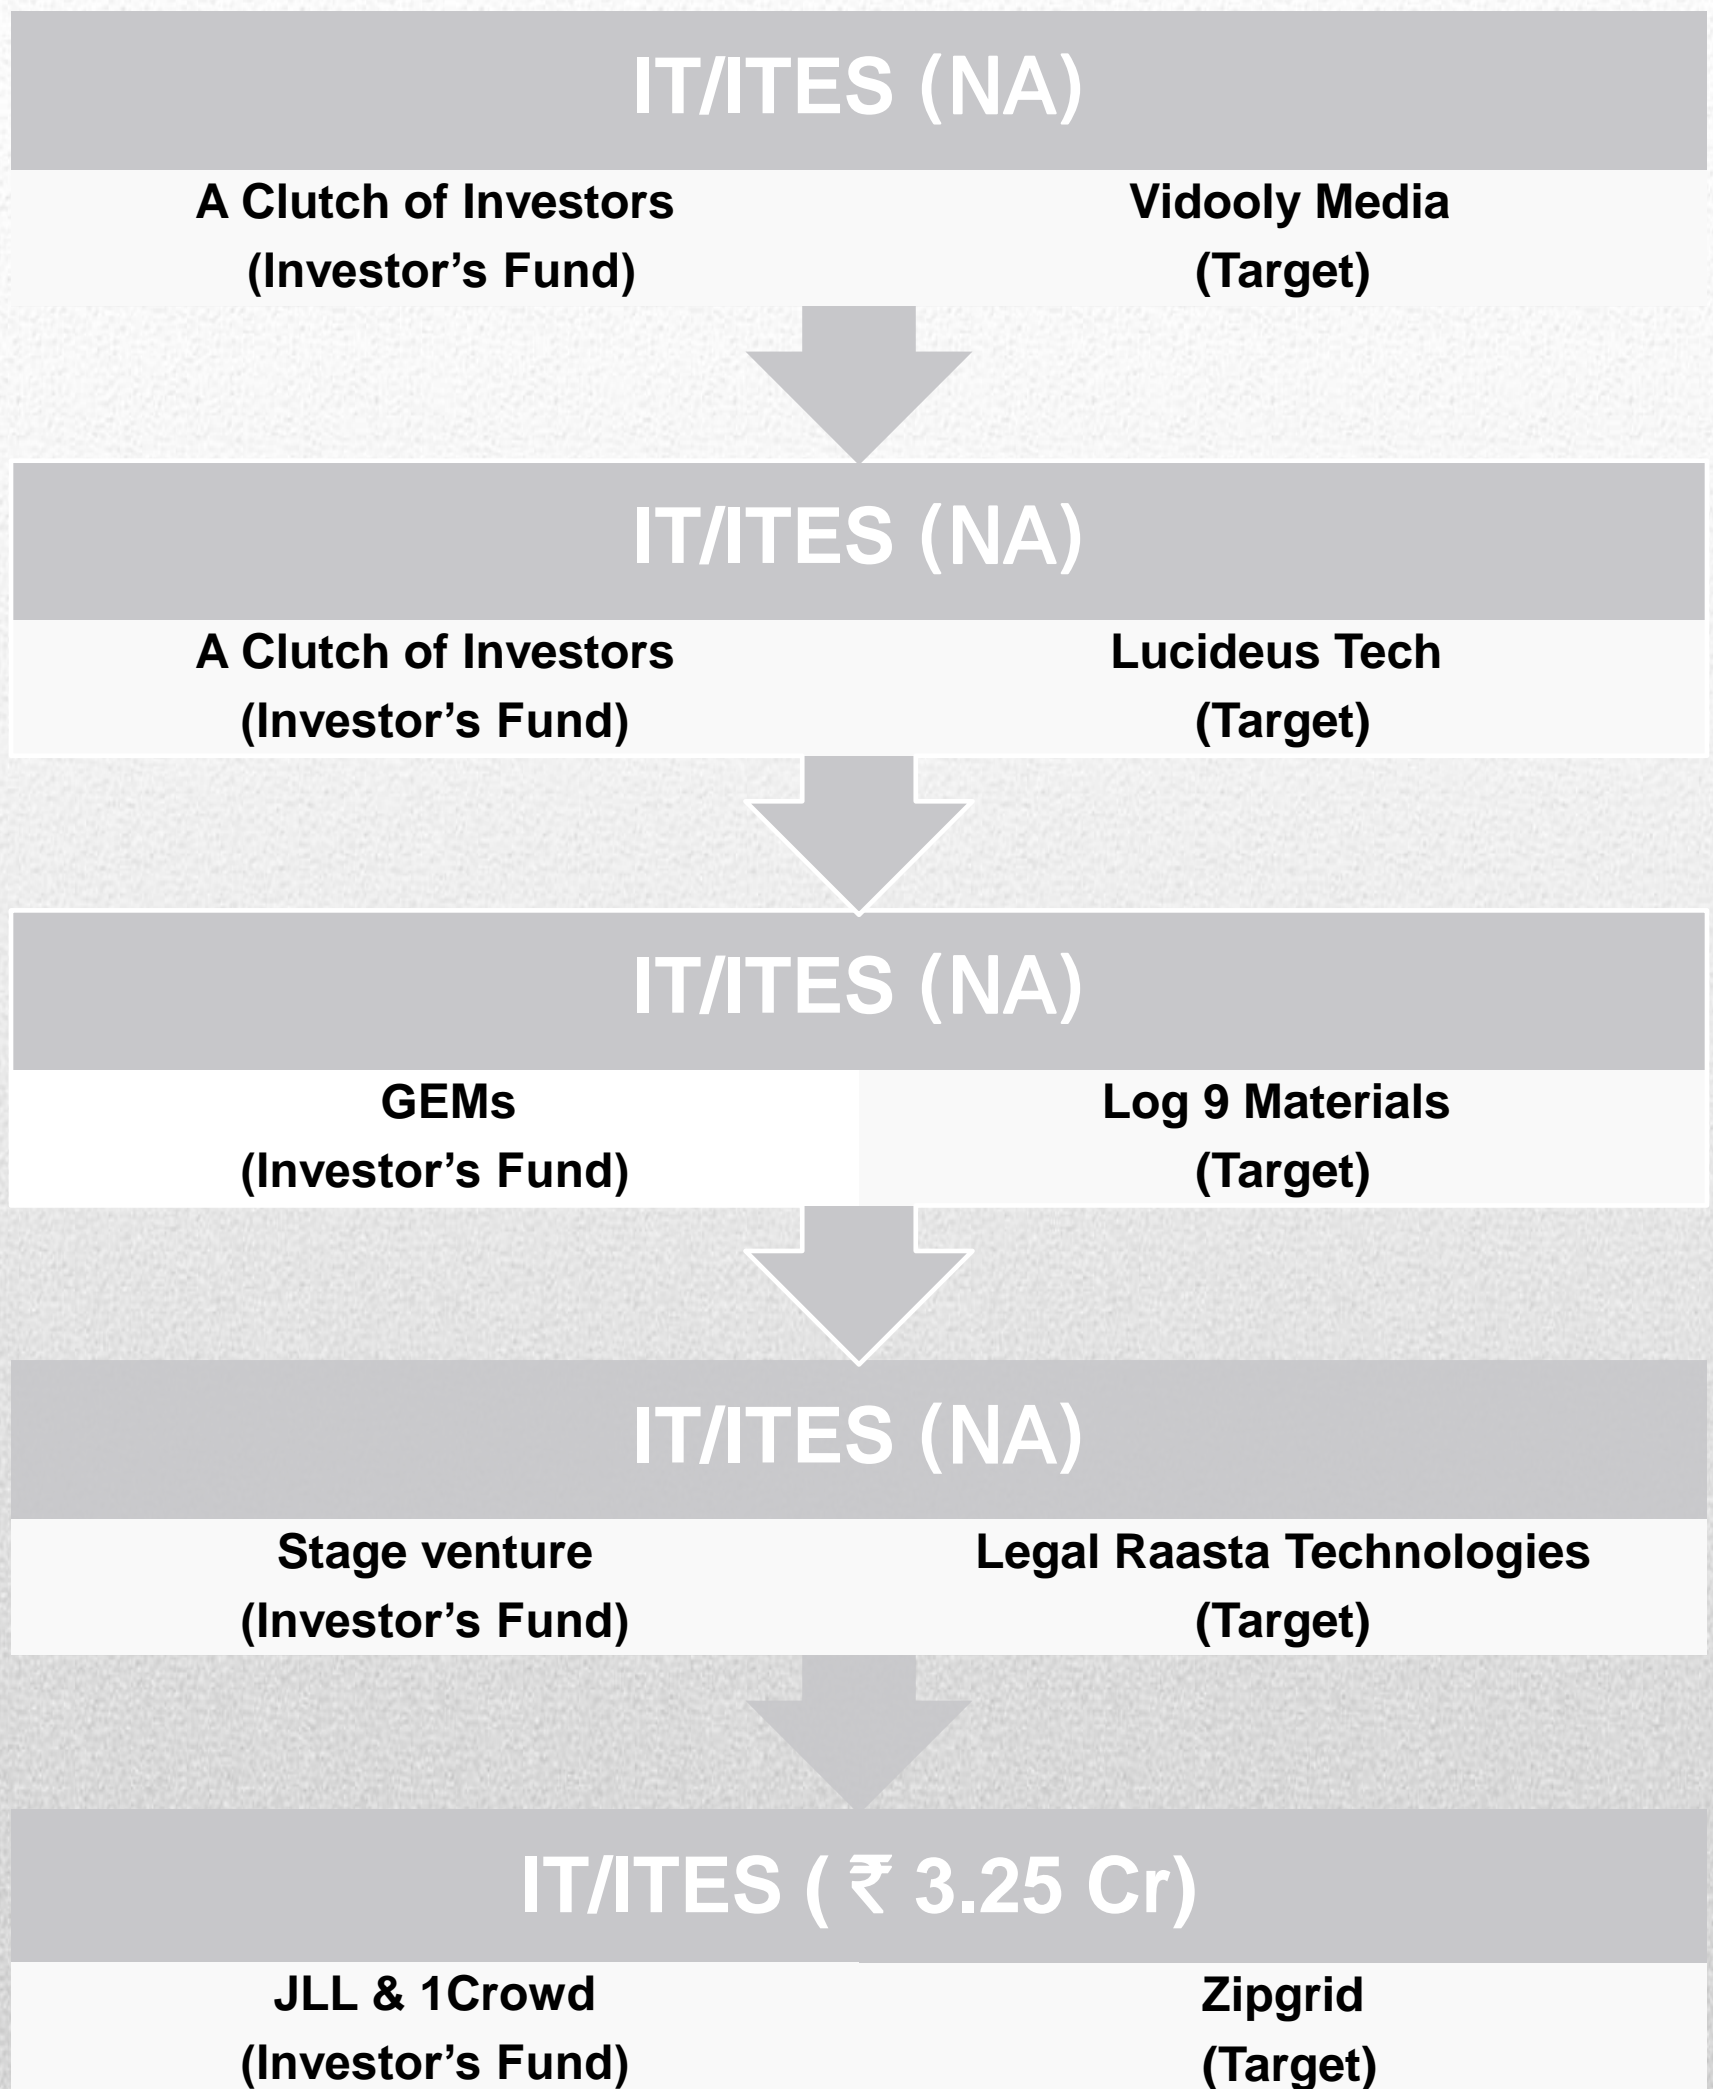 IT/ITES (NA)
A Clutch of Investors
(Investor’s Fund)
Vidooly Media
(Target)
IT/ITES (NA)
A Clutch of Investors
(Investor’s Fund)
Lucideus Tech
(Target)
IT/ITES (NA)
GEMs
(Investor’s Fund)
Log 9 Materials
(Target)
IT/ITES (NA)
Stage venture
(Investor’s Fund)
Legal Raasta Technologies
(Target)
IT/ITES ( ₹ 3.25 Cr)
JLL & 1Crowd
(Investor’s Fund)
Zipgrid
(Target)